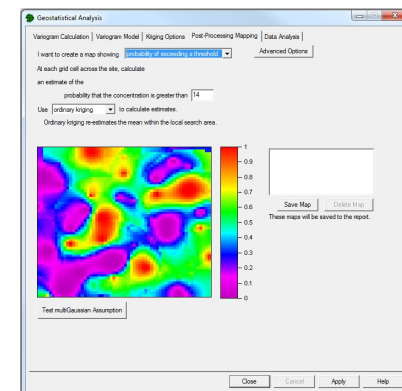 Geostatistical Analysis
Variogram Calculation | Variogram Model | Kriging Options | Post-Processing Mapping | Data Analysis
I want to create a map showing probability of exceeding a threshold
Advanced Options
At each grid cell across the site, calculate
an estimate of the
probability that the concentration is greater than 14
Use ordinary kriging to calculate estimates.
Ordinary kriging re-estimates the mean within the local search area.
1
0.9
0.8
0.7
0.6
0.5
0.4
0.3
0.2
0.1
0
Save Map Delete Map
These maps will be saved to the report.
Test multiGaussian Assumption
Close Cancel Apply Help